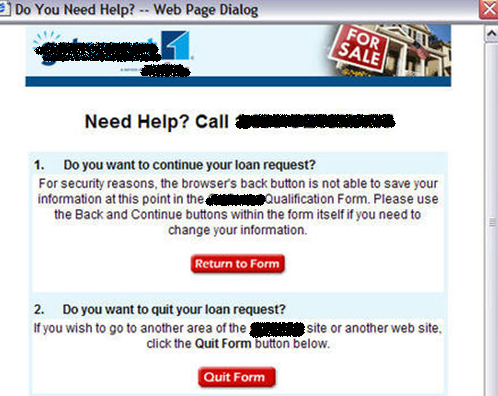 Do You Need Help? -- Web Page Dialog
FOR
SALE
1
Need Help? Call
1. Do you want to continue your loan request?
For security reasons, the browser's back button is not able to save your
information at this point in the Qualification Form. Please use
the Back and Continue buttons within the form itself if you need to
change your information.
Return to Form
2. Do you want to quit your loan request?
If you wish to go to another area of the site or another web site,
click the Quit Form button below.
Quit Form